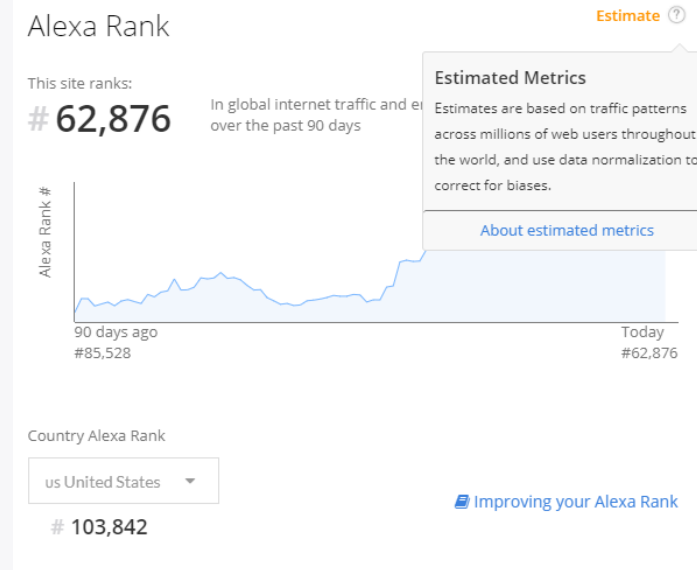 Alexa Rank
Estimate ?
This site ranks:
# 62,876
In global internet traffic and
over the past 90 days
Estimated Metrics
Estimates are based on traffic patterns
across millions of web users throughout
the world, and use data normalization to
correct for biases.
About estimated metrics
Alexa Rank #
90 days ago
#85,528
Today
#62,876
Country Alexa Rank
us United States
# 103,842
Improving your Alexa Rank